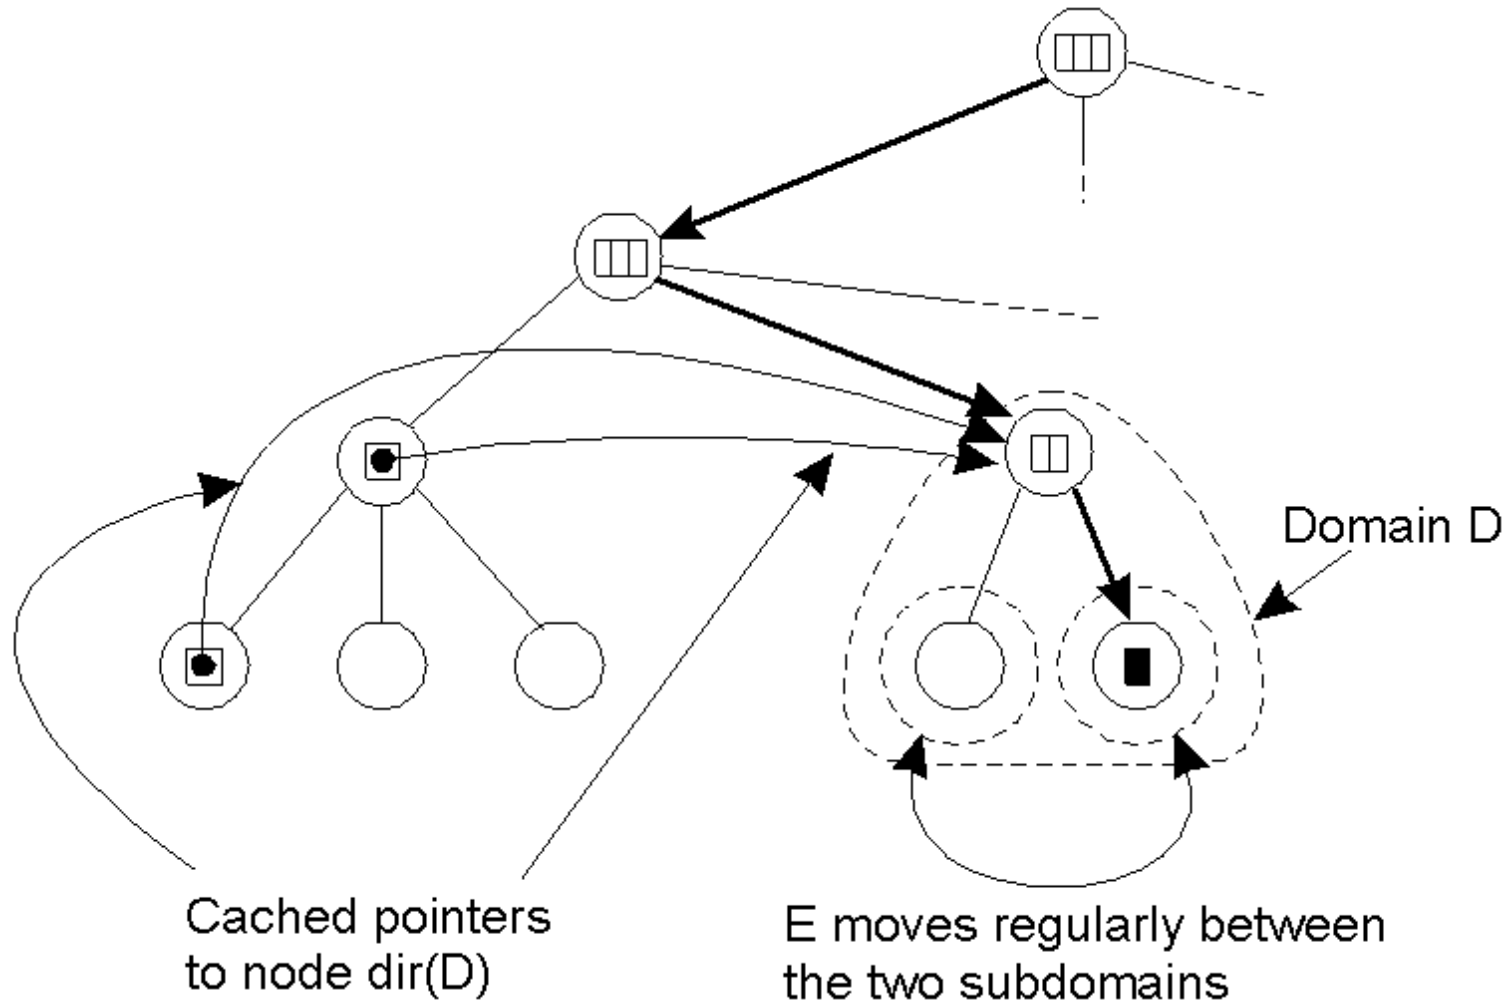 Domain D
Cached pointers
to node dir(D)
E moves regularly between
the two subdomains